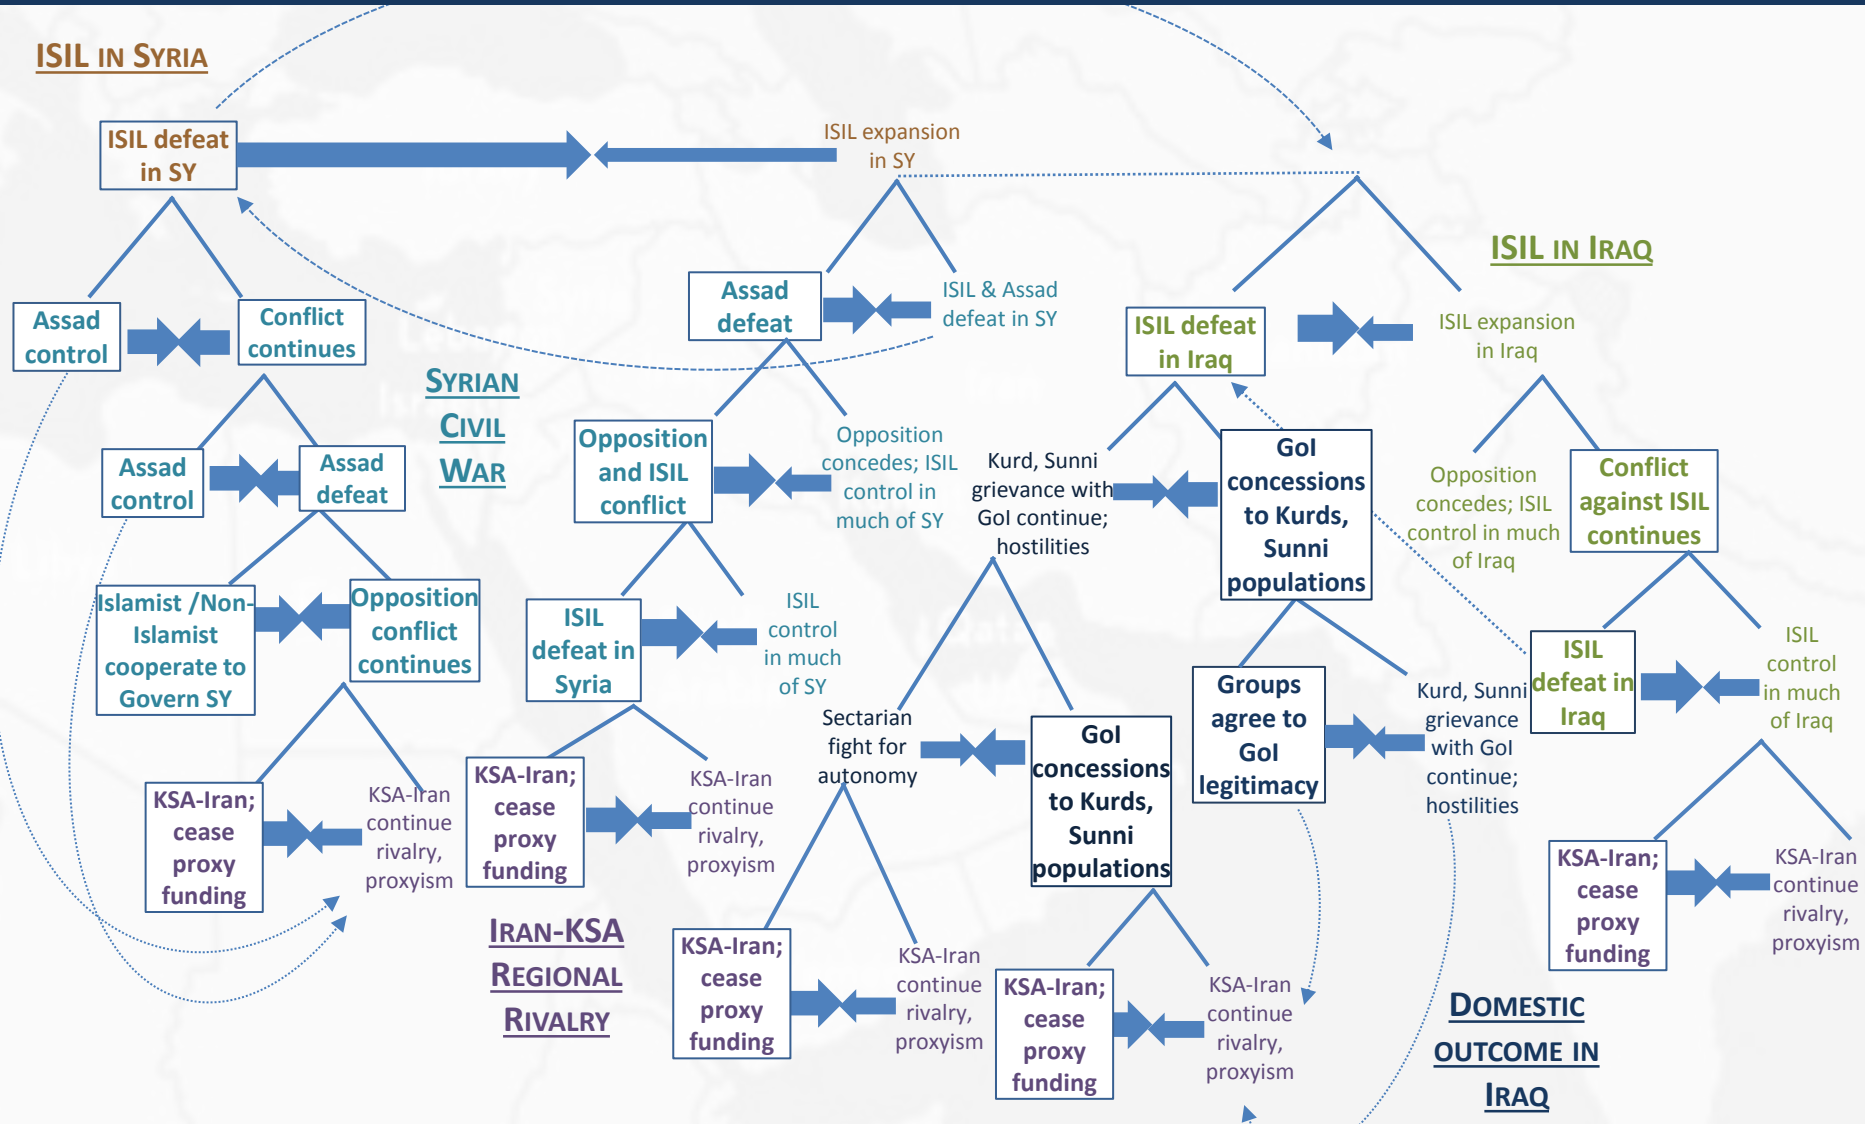 ISIL IN SYRIA
ISIL defeat
in SY
ISIL expansion
in SY
ISIL IN IRAQ
Assad
control
Conflict
continues
Assad
defeat
ISIL & Assad
defeat in SY
ISIL defeat
in Iraq
ISIL expansion
in Iraq
SYRIAN
CIVIL
WAR
Assad
control
Assad
defeat
Opposition
and ISIL
conflict
Opposition
concedes; ISIL
control in
much of SY
Kurd, Sunni
grievance with
GoI continue;
hostilities
GoI
concessions
to Kurds,
Sunni
populations
Opposition
concedes; ISIL
control in much
of Iraq
Conflict
against ISIL
continues
Islamist /Non-
Islamist
cooperate to
Govern SY
Opposition
conflict
continues
ISIL
defeat in
Syria
ISIL
control
in much
of SY
Sectarian
fight for
autonomy
GoI
concessions
to Kurds,
Sunni
populations
Groups
agree to
GoI
legitimacy
Kurd, Sunni
grievance
with GoI
continue;
hostilities
ISIL
defeat in
Iraq
ISIL
control
in much
of Iraq
KSA-Iran;
cease
proxy
funding
KSA-Iran
continue
rivalry,
proxyism
KSA-Iran;
cease
proxy
funding
KSA-Iran
continue
rivalry,
proxyism
KSA-Iran;
cease
proxy
funding
KSA-Iran
continue
rivalry,
proxyism
IRAN-KSA
REGIONAL
RIVALRY
KSA-Iran;
cease
proxy
funding
KSA-Iran
continue
rivalry,
proxyism
KSA-Iran;
cease
proxy
funding
KSA-Iran
continue
rivalry,
proxyism
DOMESTIC
OUTCOME IN
IRAQ